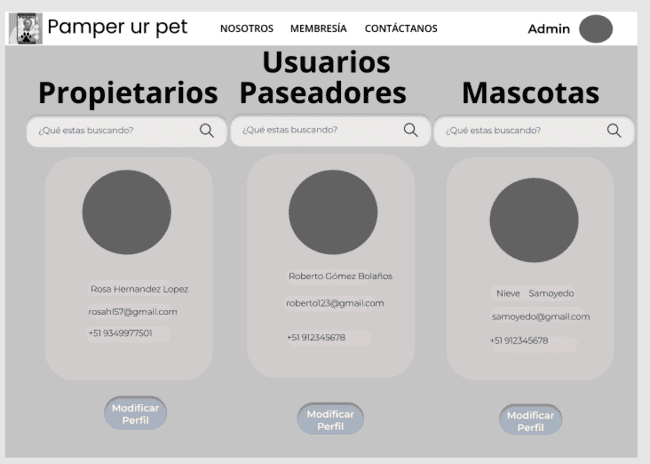 Pamper ur pet
NOSOTROS
MEMBRESÍA
CONTÁCTANOS
Admin
Usuarios
Propietarios
Paseadores
Mascotas
¿Qué estas buscando?
¿Qué estas buscando?
¿Qué estas buscando?
Rosa Hernandez Lopez
rosahl57@gmail.com
+51 9349977501
Roberto Gómez Bolaños
roberto123@gmail.com
+51 912345678
Nieve Samoyedo
samoyedo@gmail.com
+51 912345678
Modificar
Perfil
Modificar
Perfil
Modificar
Perfil